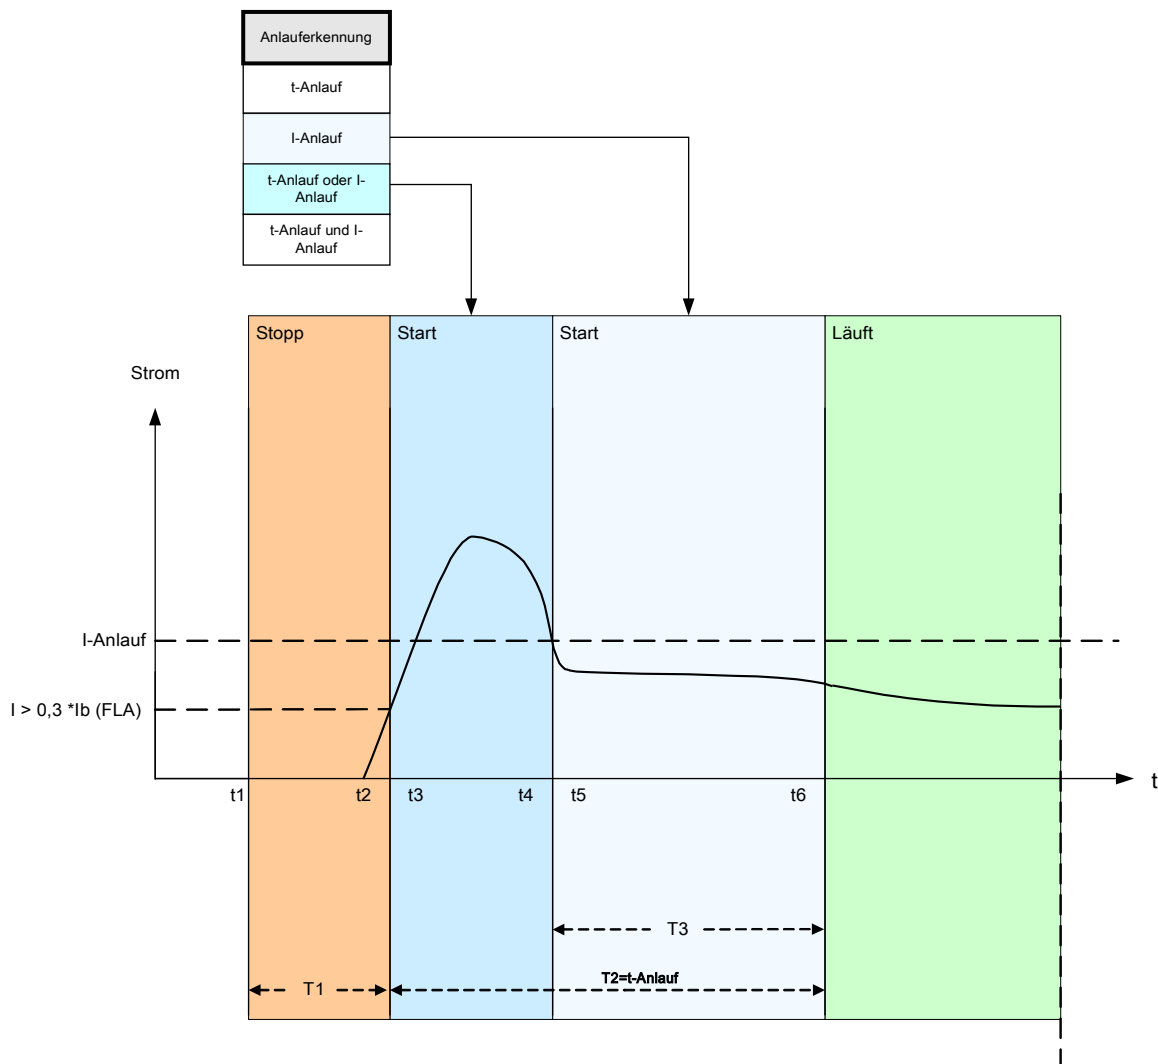 Anlauferkennung
t-Anlauf
I-Anlauf
t-Anlauf oder I-
Anlauf
t-Anlauf und I-
Anlauf
Stopp
Start
Start
Läuft
Strom
I-Anlauf
I > 0,3 *Ib (FLA)
t1
t2
t3
t4
t5
t6
t
T3
T2=t-Anlauf
T1